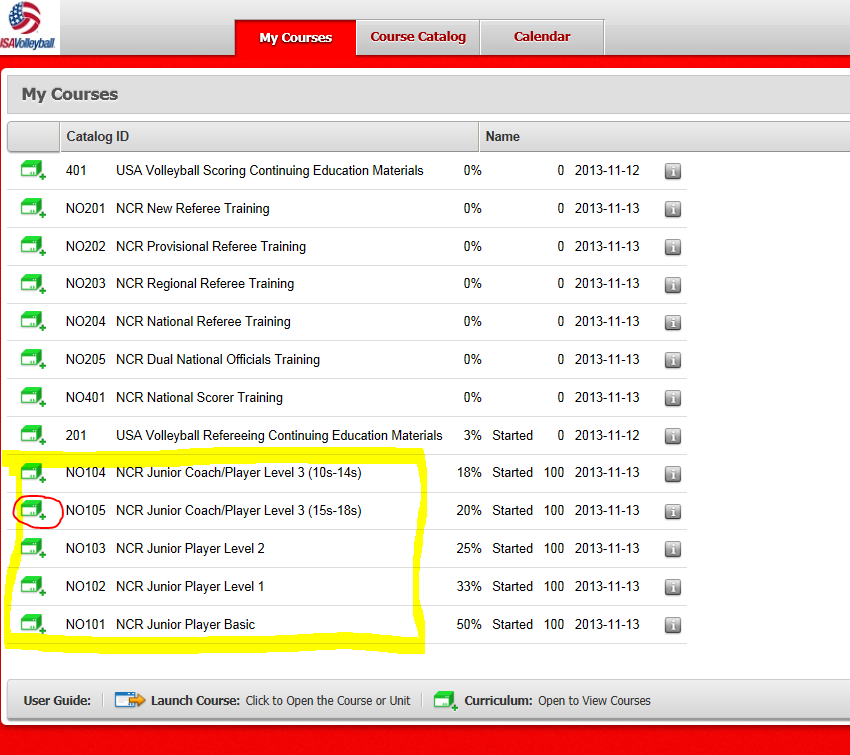 USAVolleyball
My Courses Course Catalog Calendar
My Courses
Catalog ID Name
401 USA Volleyball Scoring Continuing Education Materials 0% 0 2013-11-12
NO201 NCR New Referee Training 0% 0 2013-11-13
NO202 NCR Provisional Referee Training 0% 0 2013-11-13
NO203 NCR Regional Referee Training 0% 0 2013-11-13
NO204 NCR National Referee Training 0% 0 2013-11-13
NO205 NCR Dual National Officials Training 0% 0 2013-11-13
NO401 NCR National Scorer Training 0% 0 2013-11-13
201 USA Volleyball Refereeing Continuing Education Materials 3% Started 0 2013-11-12
NO104 NCR Junior Coach/Player Level 3 (10s-14s) 18% Started 100 2013-11-13
NO105 NCR Junior Coach/Player Level 3 (15s-18s) 20% Started 100 2013-11-13
NO103 NCR Junior Player Level 2 25% Started 100 2013-11-13
NO102 NCR Junior Player Level 1 33% Started 100 2013-11-13
NO101 NCR Junior Player Basic 50% Started 100 2013-11-13
User Guide: Launch Course: Click to Open the Course or Unit Curriculum: Open to View Courses